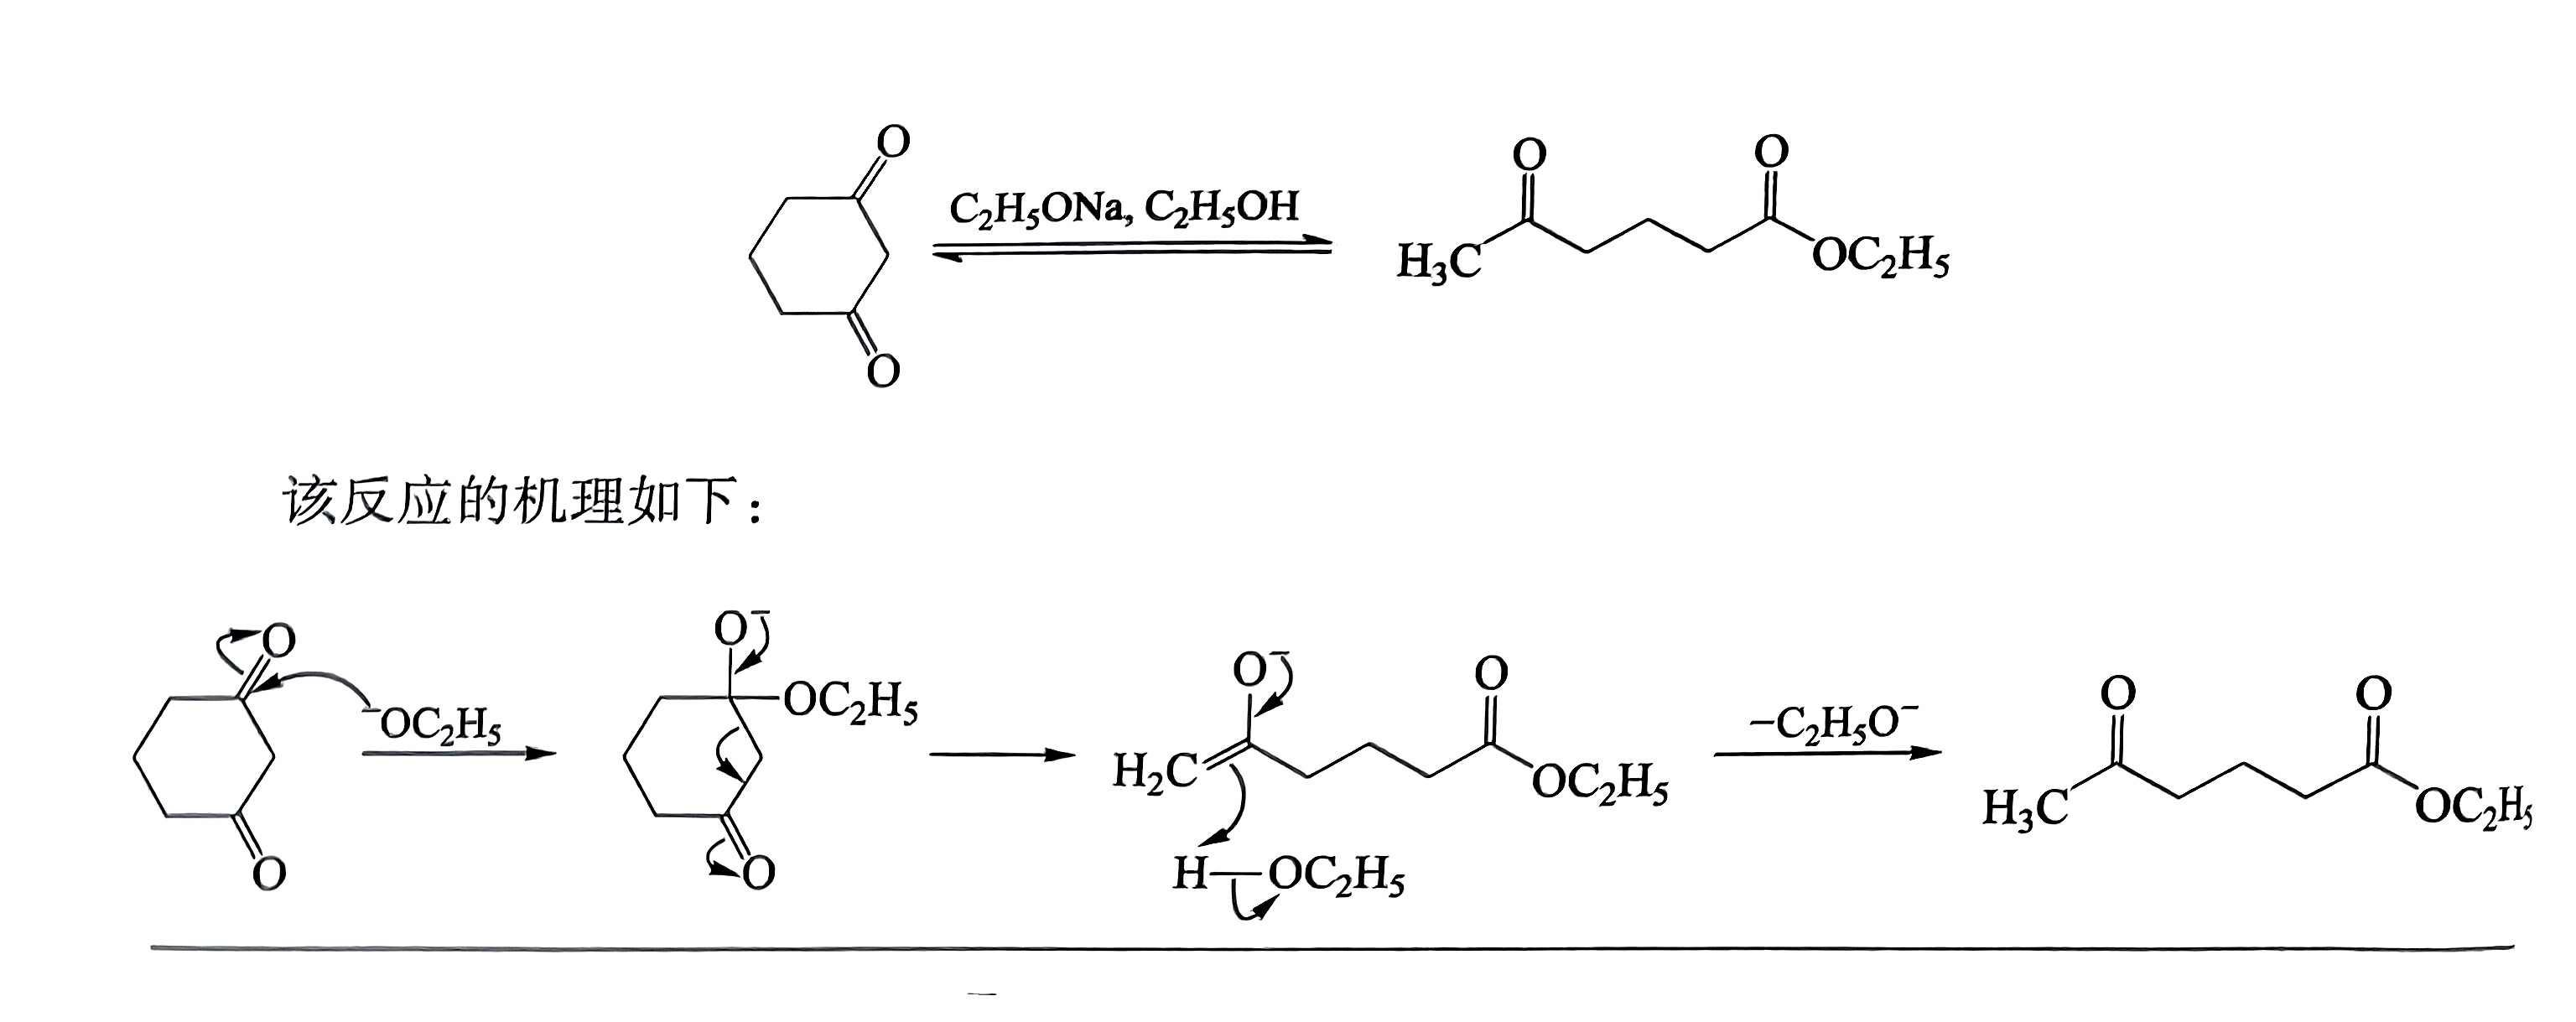 O O O
C₂H₅ONa, C₂H₅OH
H₃C OC₂H₅
O
该反应的机理如下：
O O⁻ O⁻ O O O
⁻OC₂H₅ OC₂H₅ −C₂H₅O⁻
H₂C OC₂H₅ H₃C OC₂H₅
O O H OC₂H₅